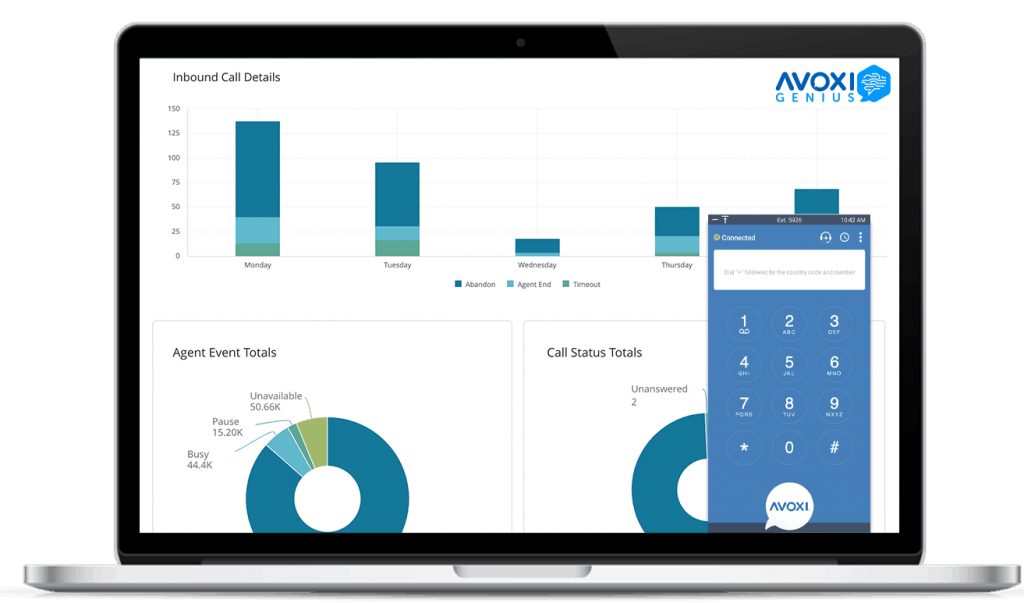 Inbound Call Details
AVOXI
GENIUS
150
125
100
75
50
25
0
Monday
Tuesday
Wednesday
Thursday
Abandon
Agent End
Timeout
Agent Event Totals
Unavailable
50.66K
Pause
15.20K
Busy
44.4K
Call Status Totals
Unanswered
2
Ext. 5926
10:42 AM
Connected
Dial "+" followed by the country code and number
1
2 ABC
3 DEF
4 GHI
5 JKL
6 MNO
7 PQRS
8 TUV
9 WXYZ
*
0
#
AVOXI